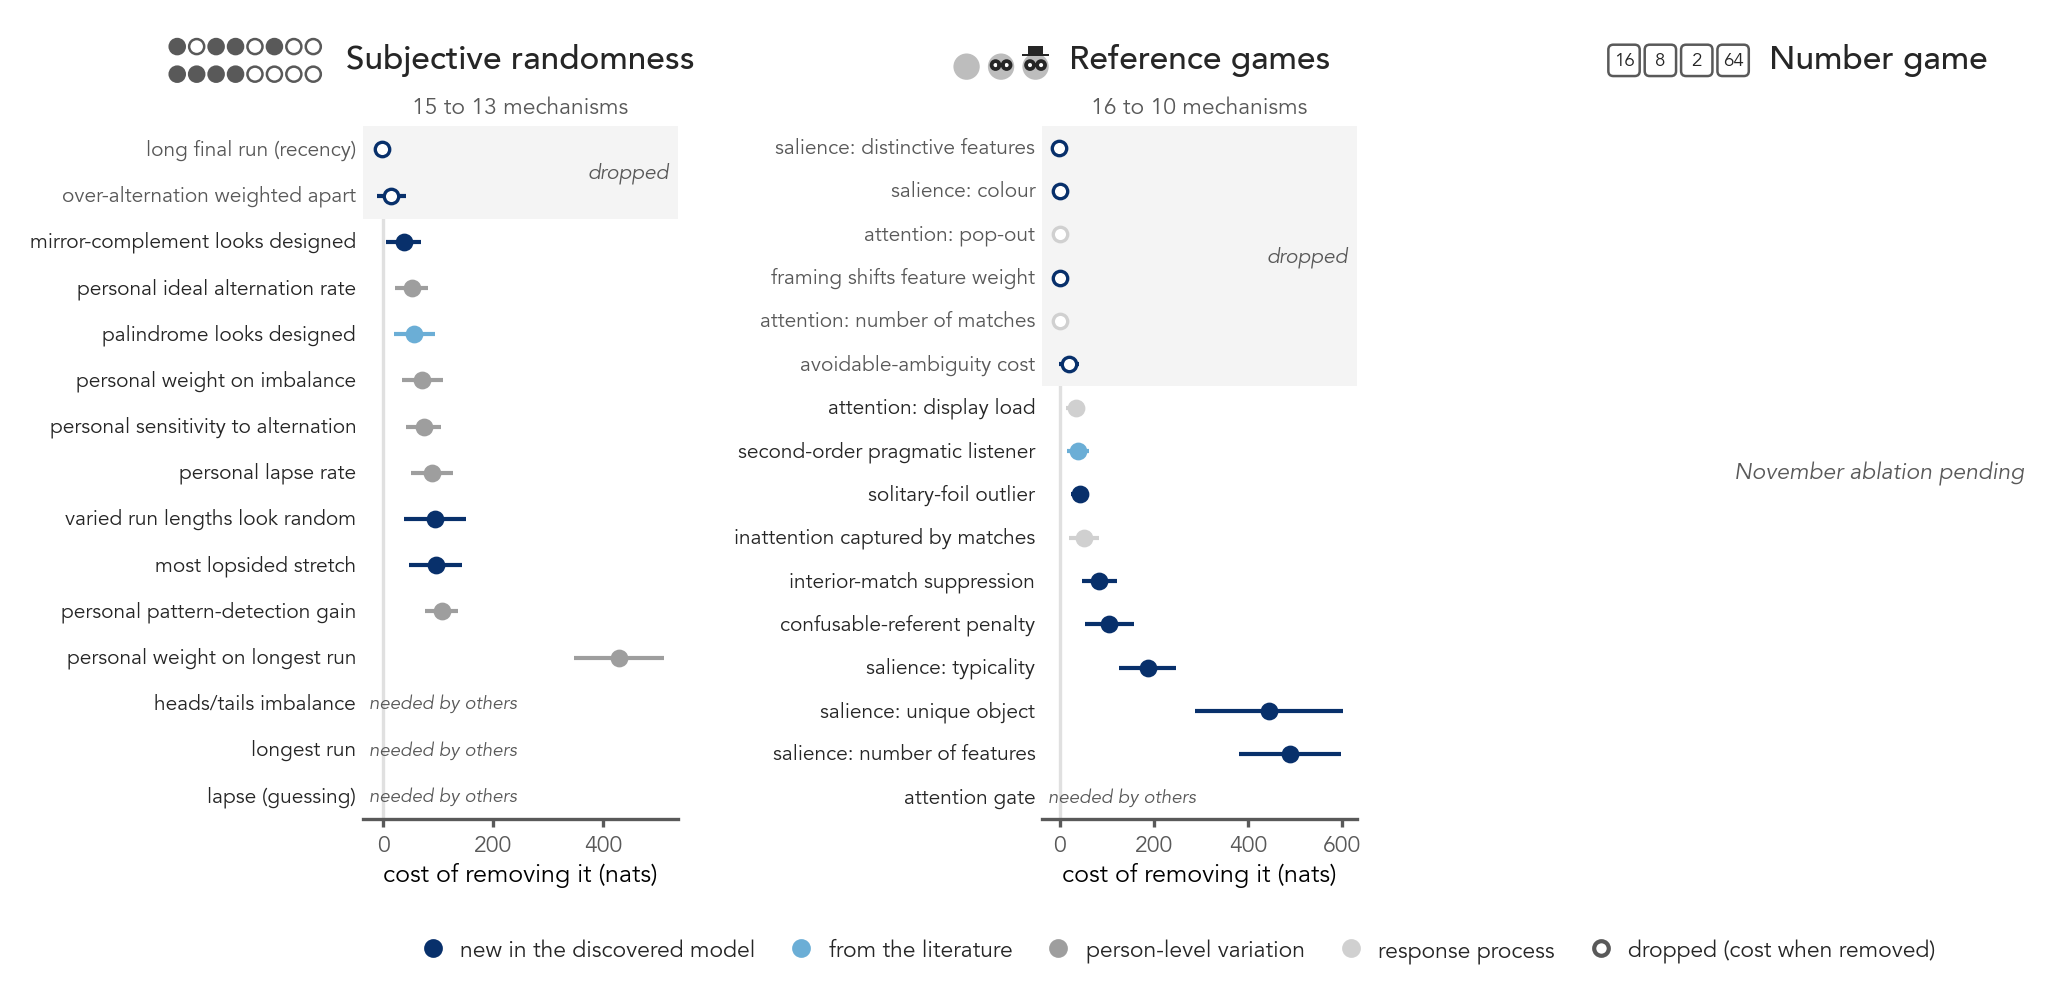 Subjective randomness
15 to 13 mechanisms
long final run (recency)
over-alternation weighted apart
dropped
mirror-complement looks designed
personal ideal alternation rate
palindrome looks designed
personal weight on imbalance
personal sensitivity to alternation
personal lapse rate
varied run lengths look random
most lopsided stretch
personal pattern-detection gain
personal weight on longest run
heads/tails imbalance needed by others
longest run needed by others
lapse (guessing) needed by others
0 200 400
cost of removing it (nats)
Reference games
16 to 10 mechanisms
salience: distinctive features
salience: colour
attention: pop-out
framing shifts feature weight
dropped
attention: number of matches
avoidable-ambiguity cost
attention: display load
second-order pragmatic listener
solitary-foil outlier
inattention captured by matches
interior-match suppression
confusable-referent penalty
salience: typicality
salience: unique object
salience: number of features
attention gate needed by others
0 200 400 600
cost of removing it (nats)
16 8 2 64 Number game
November ablation pending
new in the discovered model
from the literature
person-level variation
response process
dropped (cost when removed)